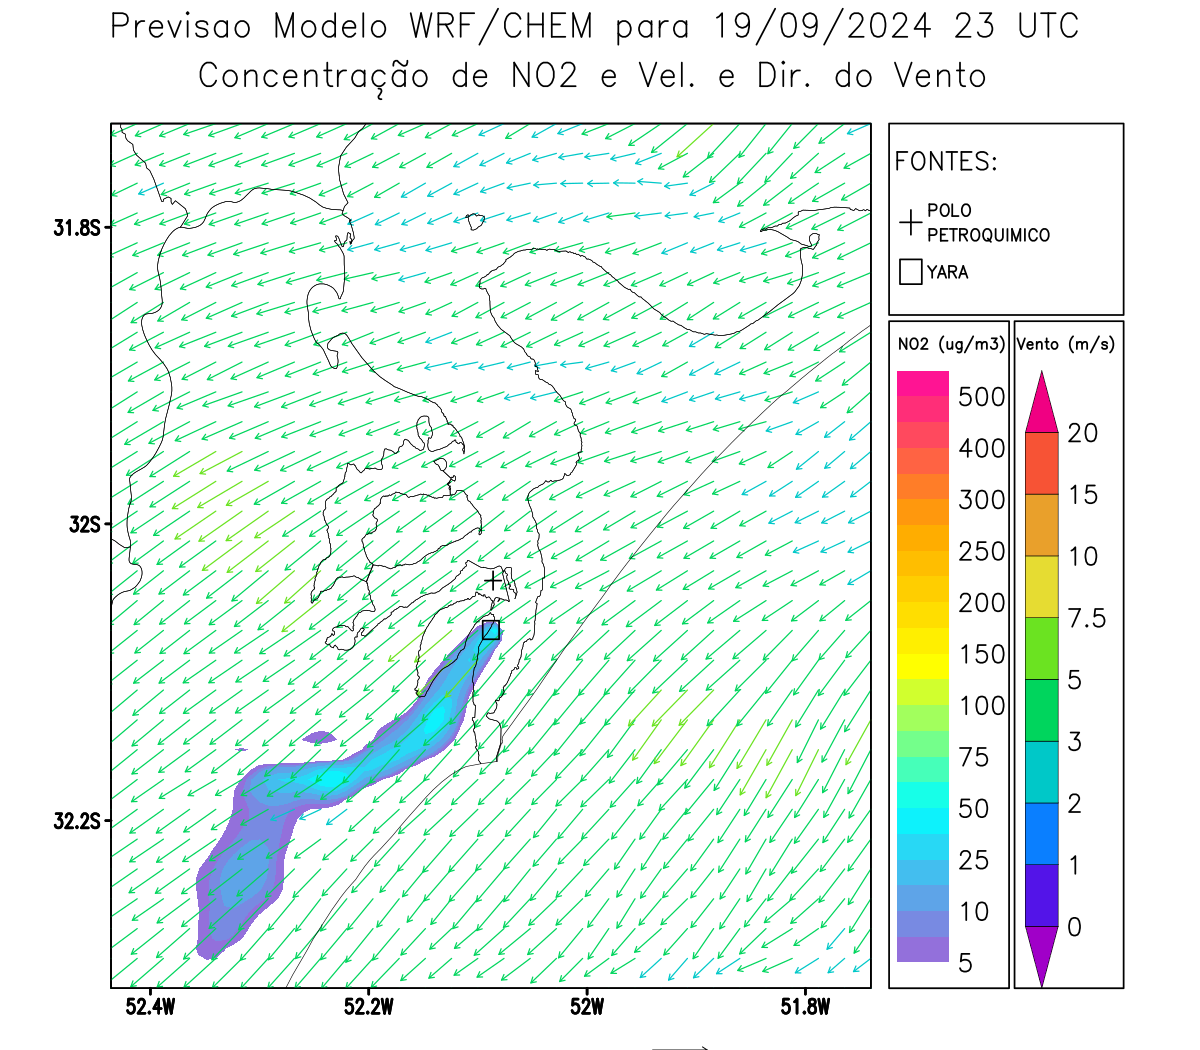 Previsao Modelo WRF/CHEM para 19/09/2024 23 UTC
Concentração de NO2 e Vel. e Dir. do Vento
FONTES:
POLO
PETROQUIMICO
YARA
NO2 (ug/m3)
500
400
300
250
200
150
100
75
50
25
10
5
Vento (m/s)
20
15
10
7.5
5
3
2
1
0
31.8S
32S
32.2S
52.4W
52.2W
52W
51.8W